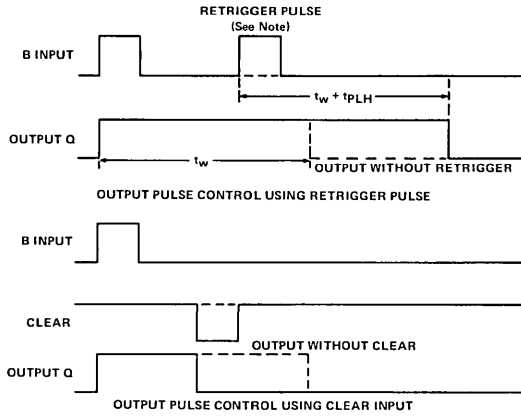 RETRIGGER PULSE
(See Note)
B INPUT
tw + tPLH
OUTPUT Q
tw
OUTPUT WITHOUT RETRIGGER
OUTPUT PULSE CONTROL USING RETRIGGER PULSE
B INPUT
CLEAR
OUTPUT WITHOUT CLEAR
OUTPUT Q
OUTPUT PULSE CONTROL USING CLEAR INPUT